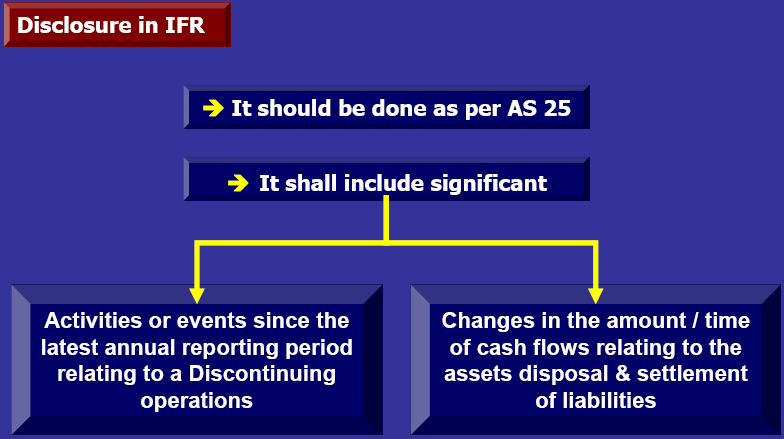 Disclosure in IFR
➔ It should be done as per AS 25
➔ It shall include significant
Activities or events since the
latest annual reporting period
relating to a Discontinuing
operations
Changes in the amount / time
of cash flows relating to the
assets disposal & settlement
of liabilities